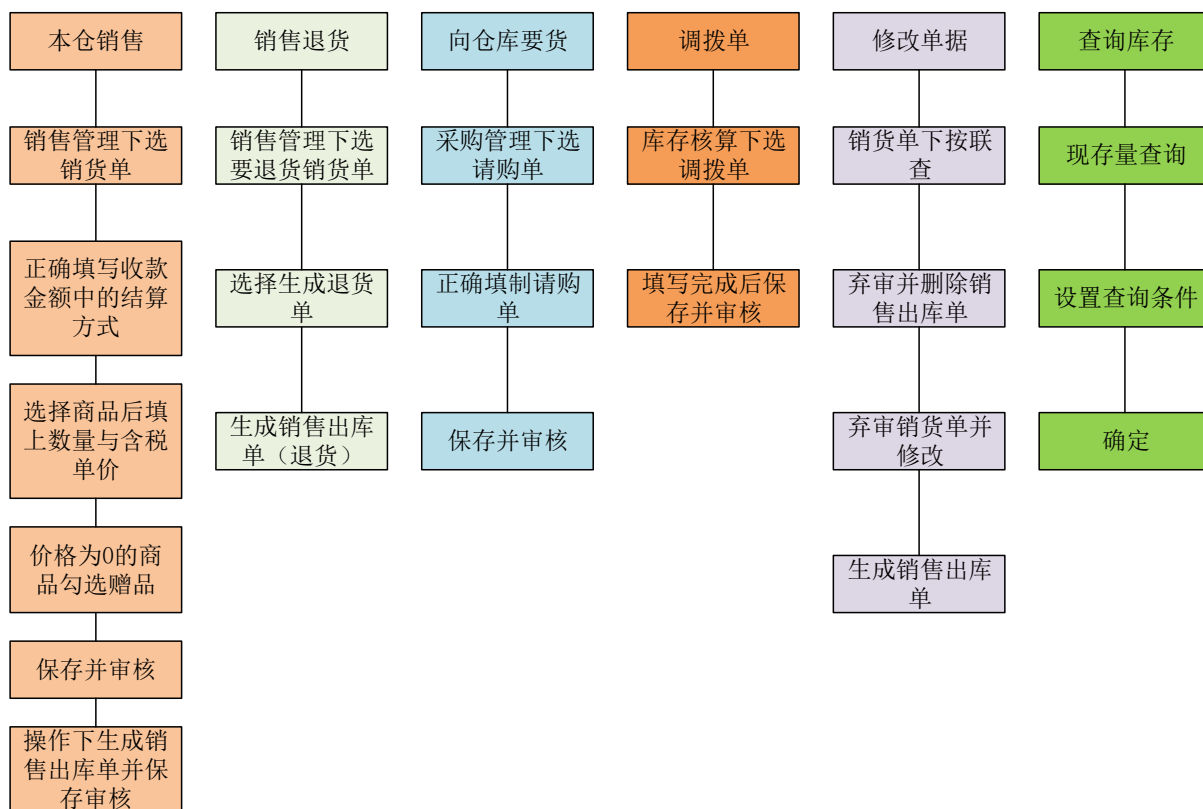 本仓销售
销售管理下选
销货单
正确填写收款
金额中的结算
方式
选择商品后填
上数量与含税
单价
价格为0的商
品勾选赠品
保存并审核
操作下生成销
售出库单并保
存审核
销售退货
销售管理下选
要退货销货单
选择生成退货
单
生成销售出库
单（退货）
向仓库要货
采购管理下选
请购单
正确填制请购
单
保存并审核
调拨单
库存核算下选
调拨单
填写完成后保
存并审核
修改单据
销货单下按联
查
弃审并删除销
售出库单
弃审销货单并
修改
生成销售出库
单
查询库存
现存量查询
设置查询条件
确定